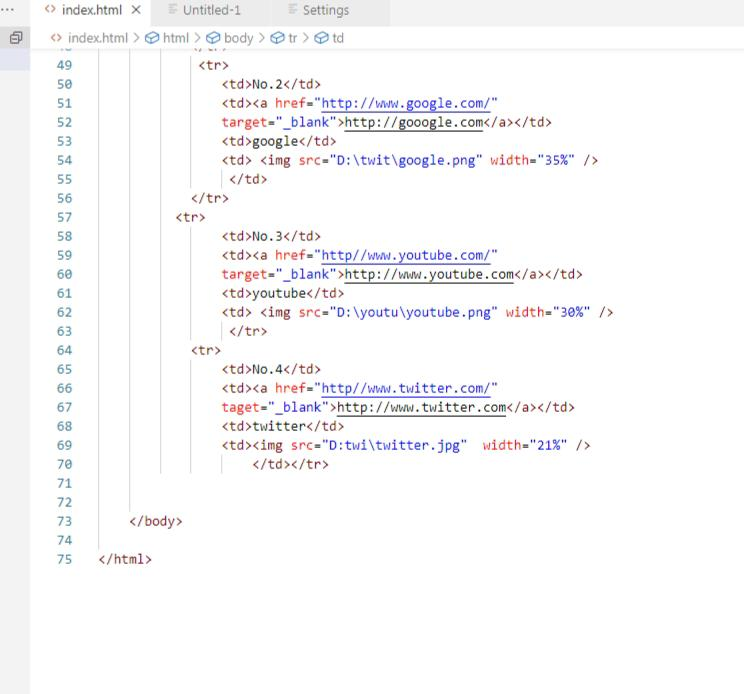 index.html
Untitled-1
Settings
<> index.html > html > body > tr > td
49 <tr>
50 <td>No.2</td>
51 <td><a href="http://www.google.com/"
52 target="_blank">http://gooogle.com</a></td>
53 <td>google</td>
54 <td> <img src="D:\twit\google.png" width="35%" />
55 </td>
56 </tr>
57 <tr>
58 <td>No.3</td>
59 <td><a href="http//www.youtube.com/"
60 target="_blank">http://www.youtube.com</a></td>
61 <td>youtube</td>
62 <td> <img src="D:\youtu\youtube.png" width="30%" />
63 </tr>
64 <tr>
65 <td>No.4</td>
66 <td><a href="http//www.twitter.com/"
67 taget="_blank">http://www.twitter.com</a></td>
68 <td>twitter</td>
69 <td><img src="D:twi\twitter.jpg"  width="21%" />
70 </td></tr>
71
72
73 </body>
74
75 </html>